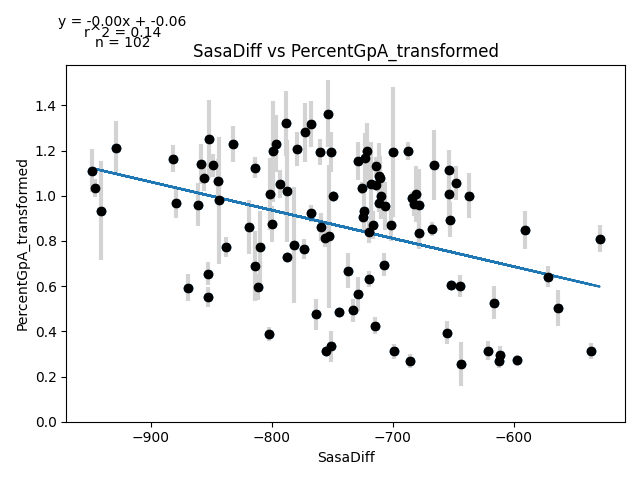 y = -0.00x + -0.06
r^2 = 0.14
n = 102
SasaDiff vs PercentGpA_transformed
1.4
1.2
1.0
0.8
0.6
0.4
0.2
0.0
PercentGpA_transformed
−900
−800
−700
−600
SasaDiff